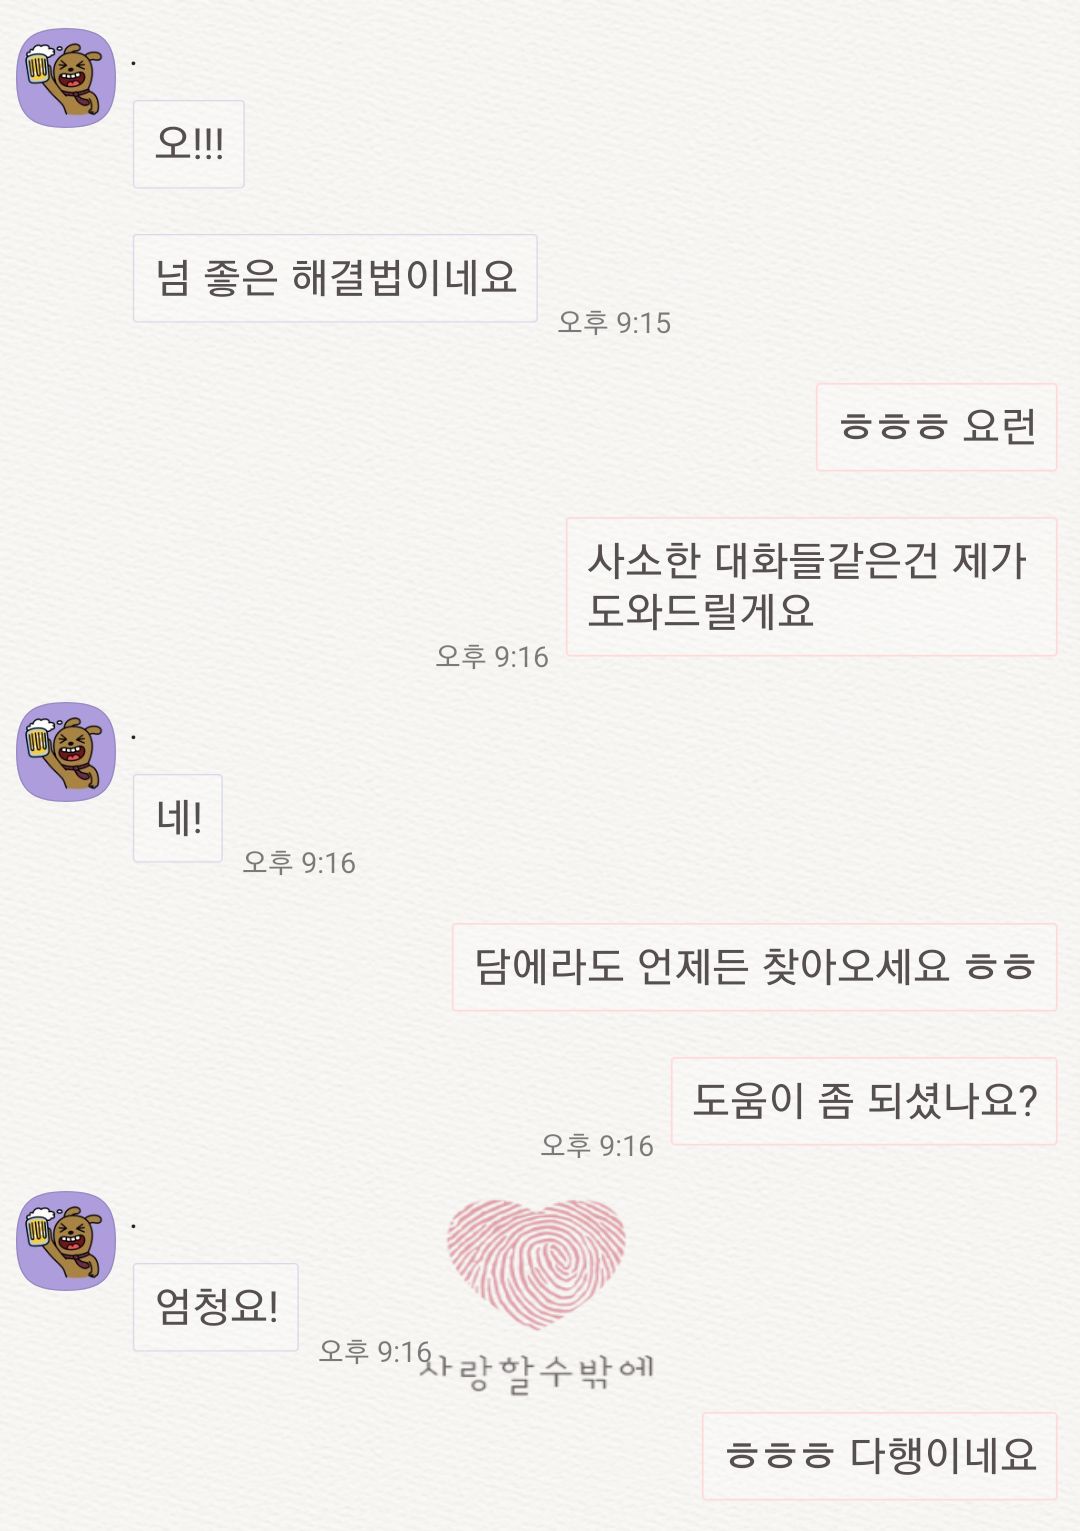 .
오!!!
넘 좋은 해결법이네요
오후 9:15
ㅎㅎㅎ 요런
사소한 대화들같은건 제가
도와드릴게요
오후 9:16
.
네!
오후 9:16
담에라도 언제든 찾아오세요 ㅎㅎ
도움이 좀 되셨나요?
오후 9:16
.
엄청요!
오후 9:16
사랑할수밖에
ㅎㅎㅎ 다행이네요